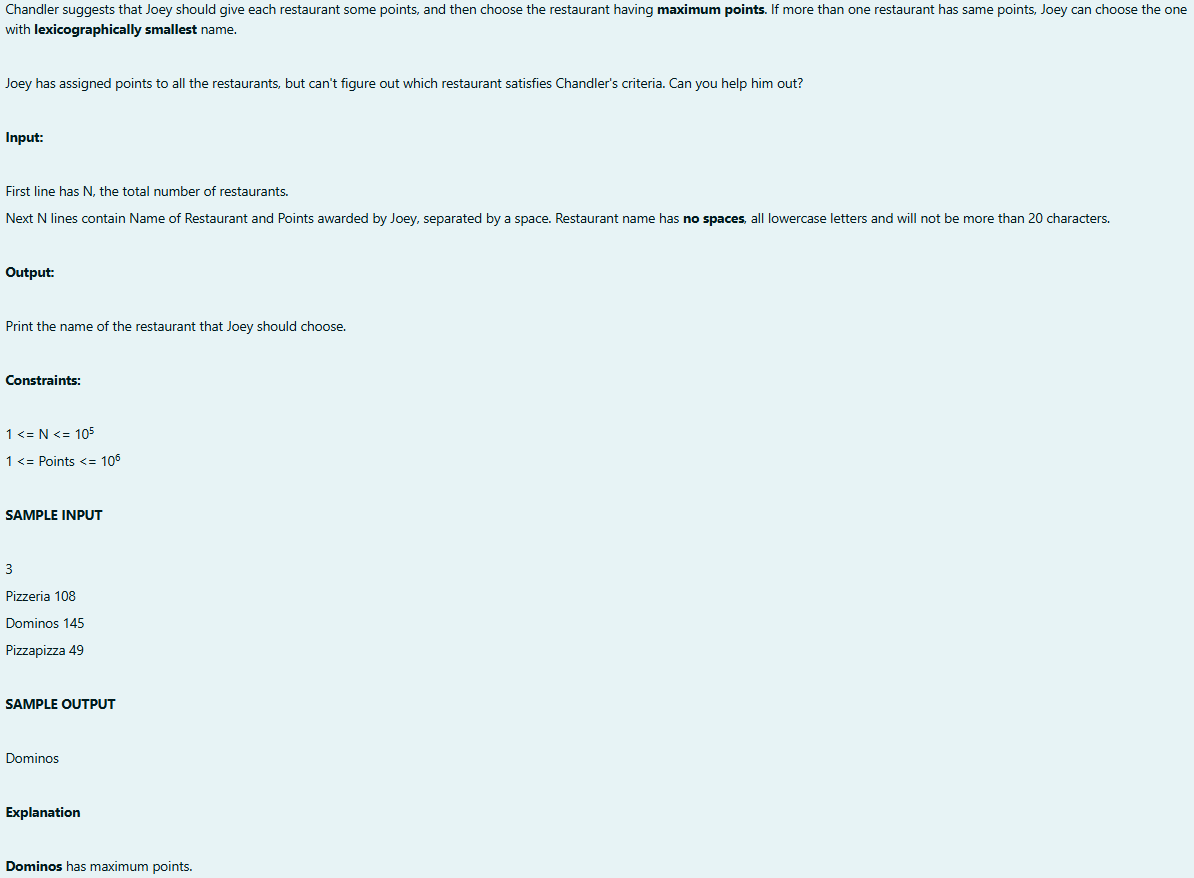 Chandler suggests that Joey should give each restaurant some points, and then choose the restaurant having maximum points. If more than one restaurant has same points, Joey can choose the one
with lexicographically smallest name.
Joey has assigned points to all the restaurants, but can't figure out which restaurant satisfies Chandler's criteria. Can you help him out?
Input:
First line has N, the total number of restaurants.
Next N lines contain Name of Restaurant and Points awarded by Joey, separated by a space. Restaurant name has no spaces, all lowercase letters and will not be more than 20 characters.
Output:
Print the name of the restaurant that Joey should choose.
Constraints:
1 <= N <= 10⁵
1 <= Points <= 10⁶
SAMPLE INPUT
3
Pizzeria 108
Dominos 145
Pizzapizza 49
SAMPLE OUTPUT
Dominos
Explanation
Dominos has maximum points.